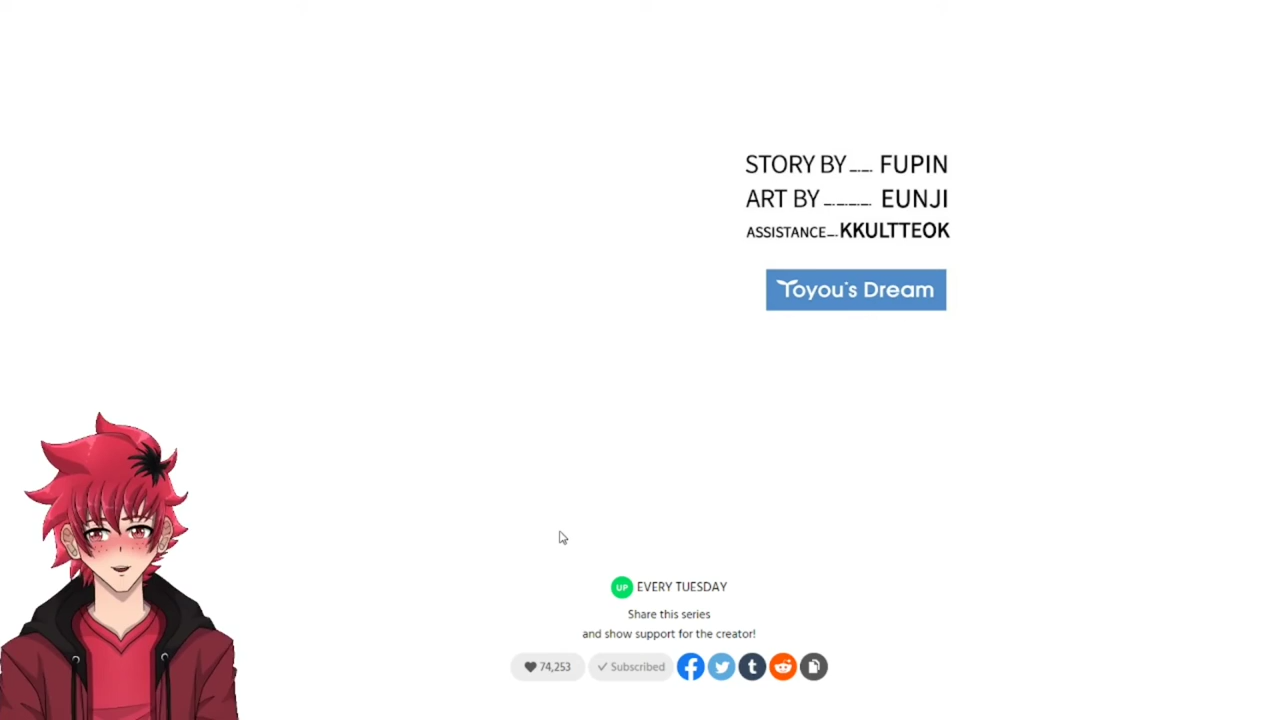 STORY BY FUPIN
ART BY EUNJI
ASSISTANCE KKULTTEOK
Toyou's Dream
UP EVERY TUESDAY
Share this series
and show support for the creator!
74,253 ✓ Subscribed f t